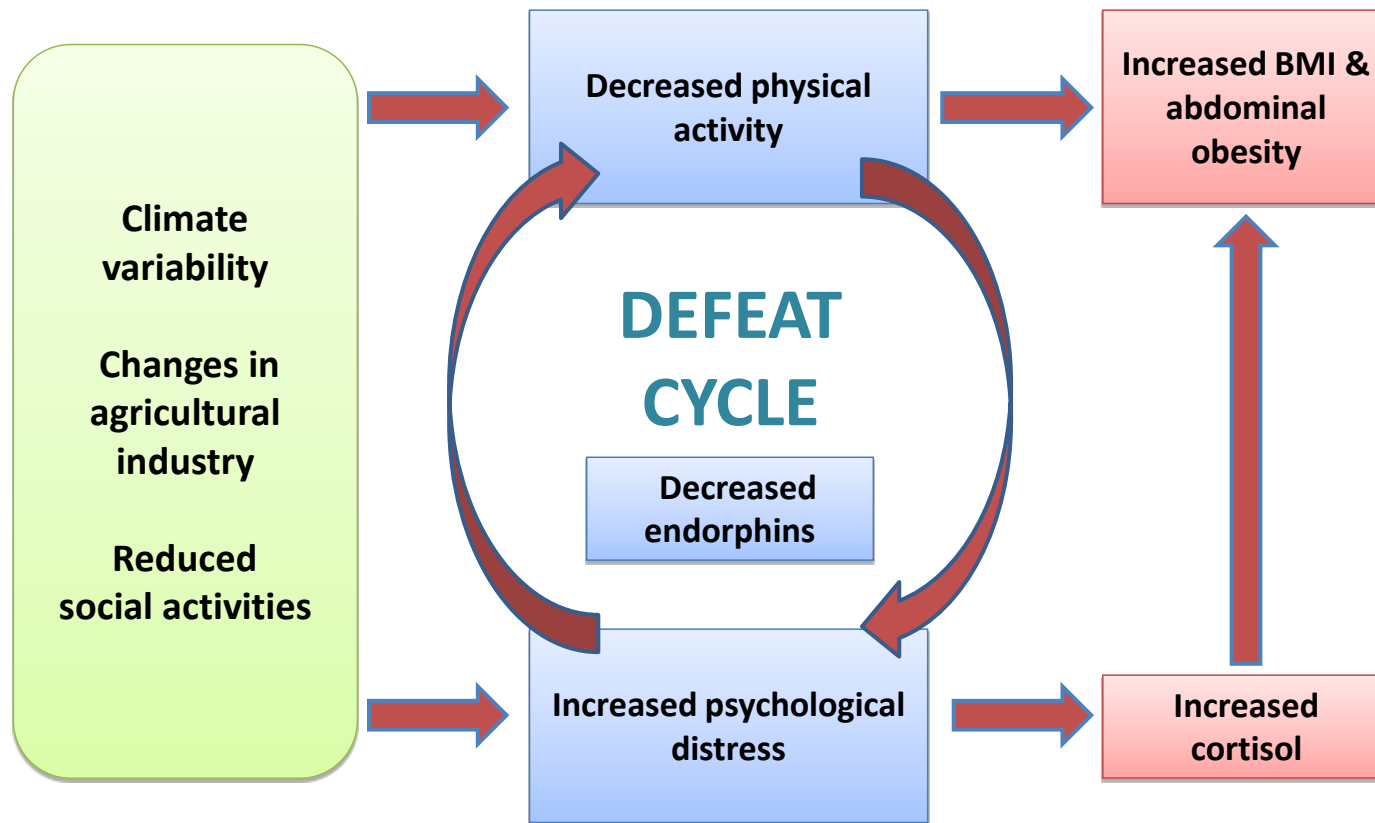 Climate
variability
Changes in
agricultural
industry
Reduced
social activities
Decreased physical
activity
DEFEAT
CYCLE
Decreased
endorphins
Increased psychological
distress
Increased BMI &
abdominal
obesity
Increased
cortisol